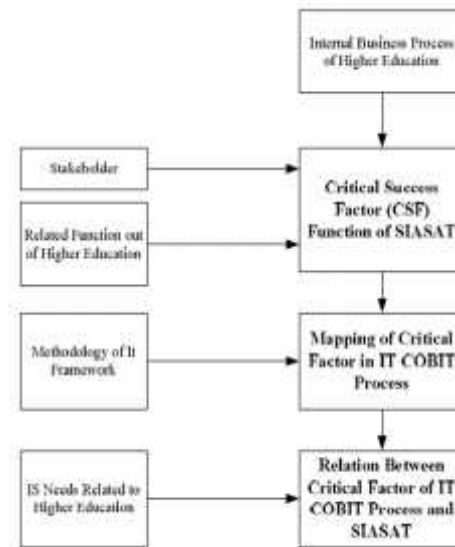 Internal Business Process
of Higher Education
Stakeholder
Critical Success
Factor (CSF)
Function of SIASAT
Related Function out
of Higher Education
Methodology of It
Framework
Mapping of Critical
Factor in IT COBIT
Process
IS Needs Related to
Higher Education
Relation Between
Critical Factor of IT
COBIT Process and
SIASAT